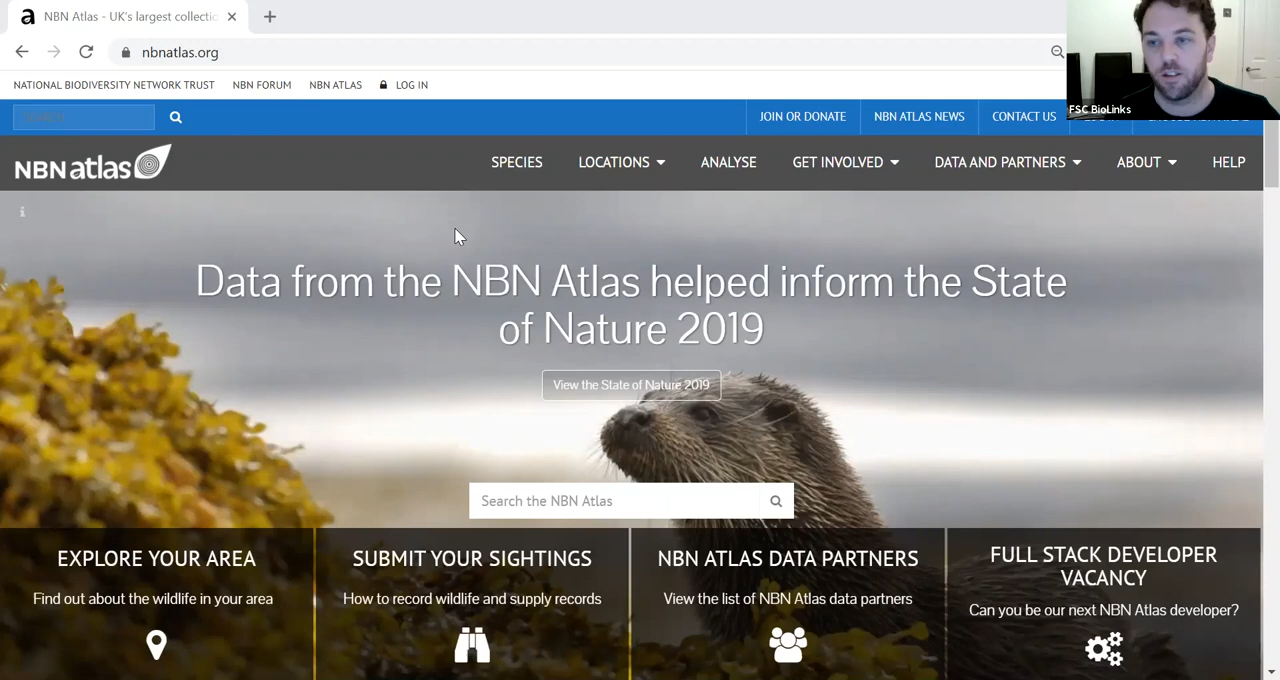 NBN Atlas - UK's largest collectio
nbnatlas.org
FSC BioLinks
NATIONAL BIODIVERSITY NETWORK TRUST NBN FORUM NBN ATLAS LOG IN
SEARCH JOIN OR DONATE NBN ATLAS NEWS CONTACT US
NBN atlas SPECIES LOCATIONS ANALYSE GET INVOLVED DATA AND PARTNERS ABOUT HELP
Data from the NBN Atlas helped inform the State
of Nature 2019
View the State of Nature 2019
Search the NBN Atlas
EXPLORE YOUR AREA
Find out about the wildlife in your area
SUBMIT YOUR SIGHTINGS
How to record wildlife and supply records
NBN ATLAS DATA PARTNERS
View the list of NBN Atlas data partners
FULL STACK DEVELOPER
VACANCY
Can you be our next NBN Atlas developer?